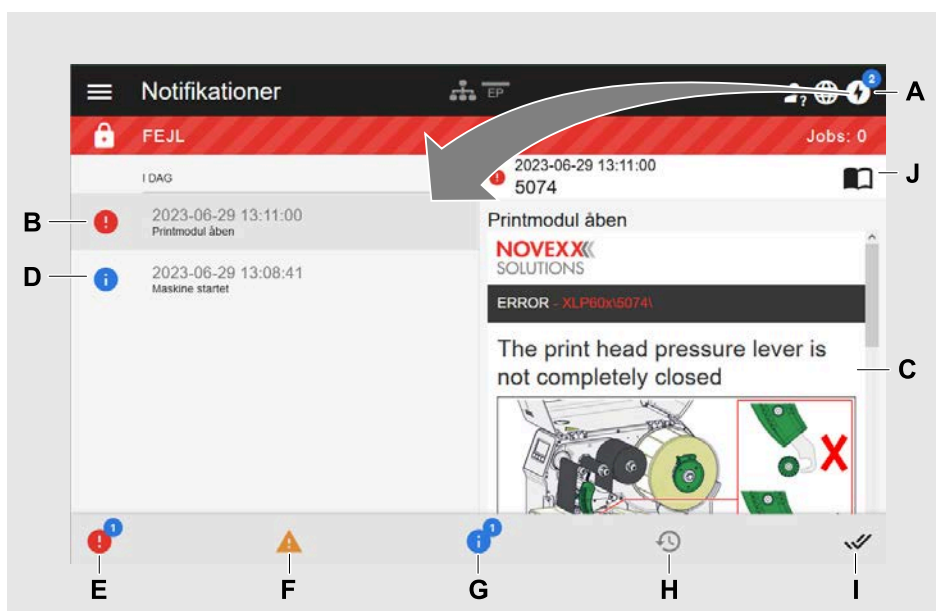 Notifikationer
EP
?
2
A
FEJL
Jobs: 0
I DAG
2023-06-29 13:11:00
5074
J
B
2023-06-29 13:11:00
Printmodul åben
D
2023-06-29 13:08:41
Maskine startet
Printmodul åben
NOVEXX
SOLUTIONS
ERROR - XLP60x\5074\
The print head pressure lever is
not completely closed
C
X
1
1
E
F
G
H
I